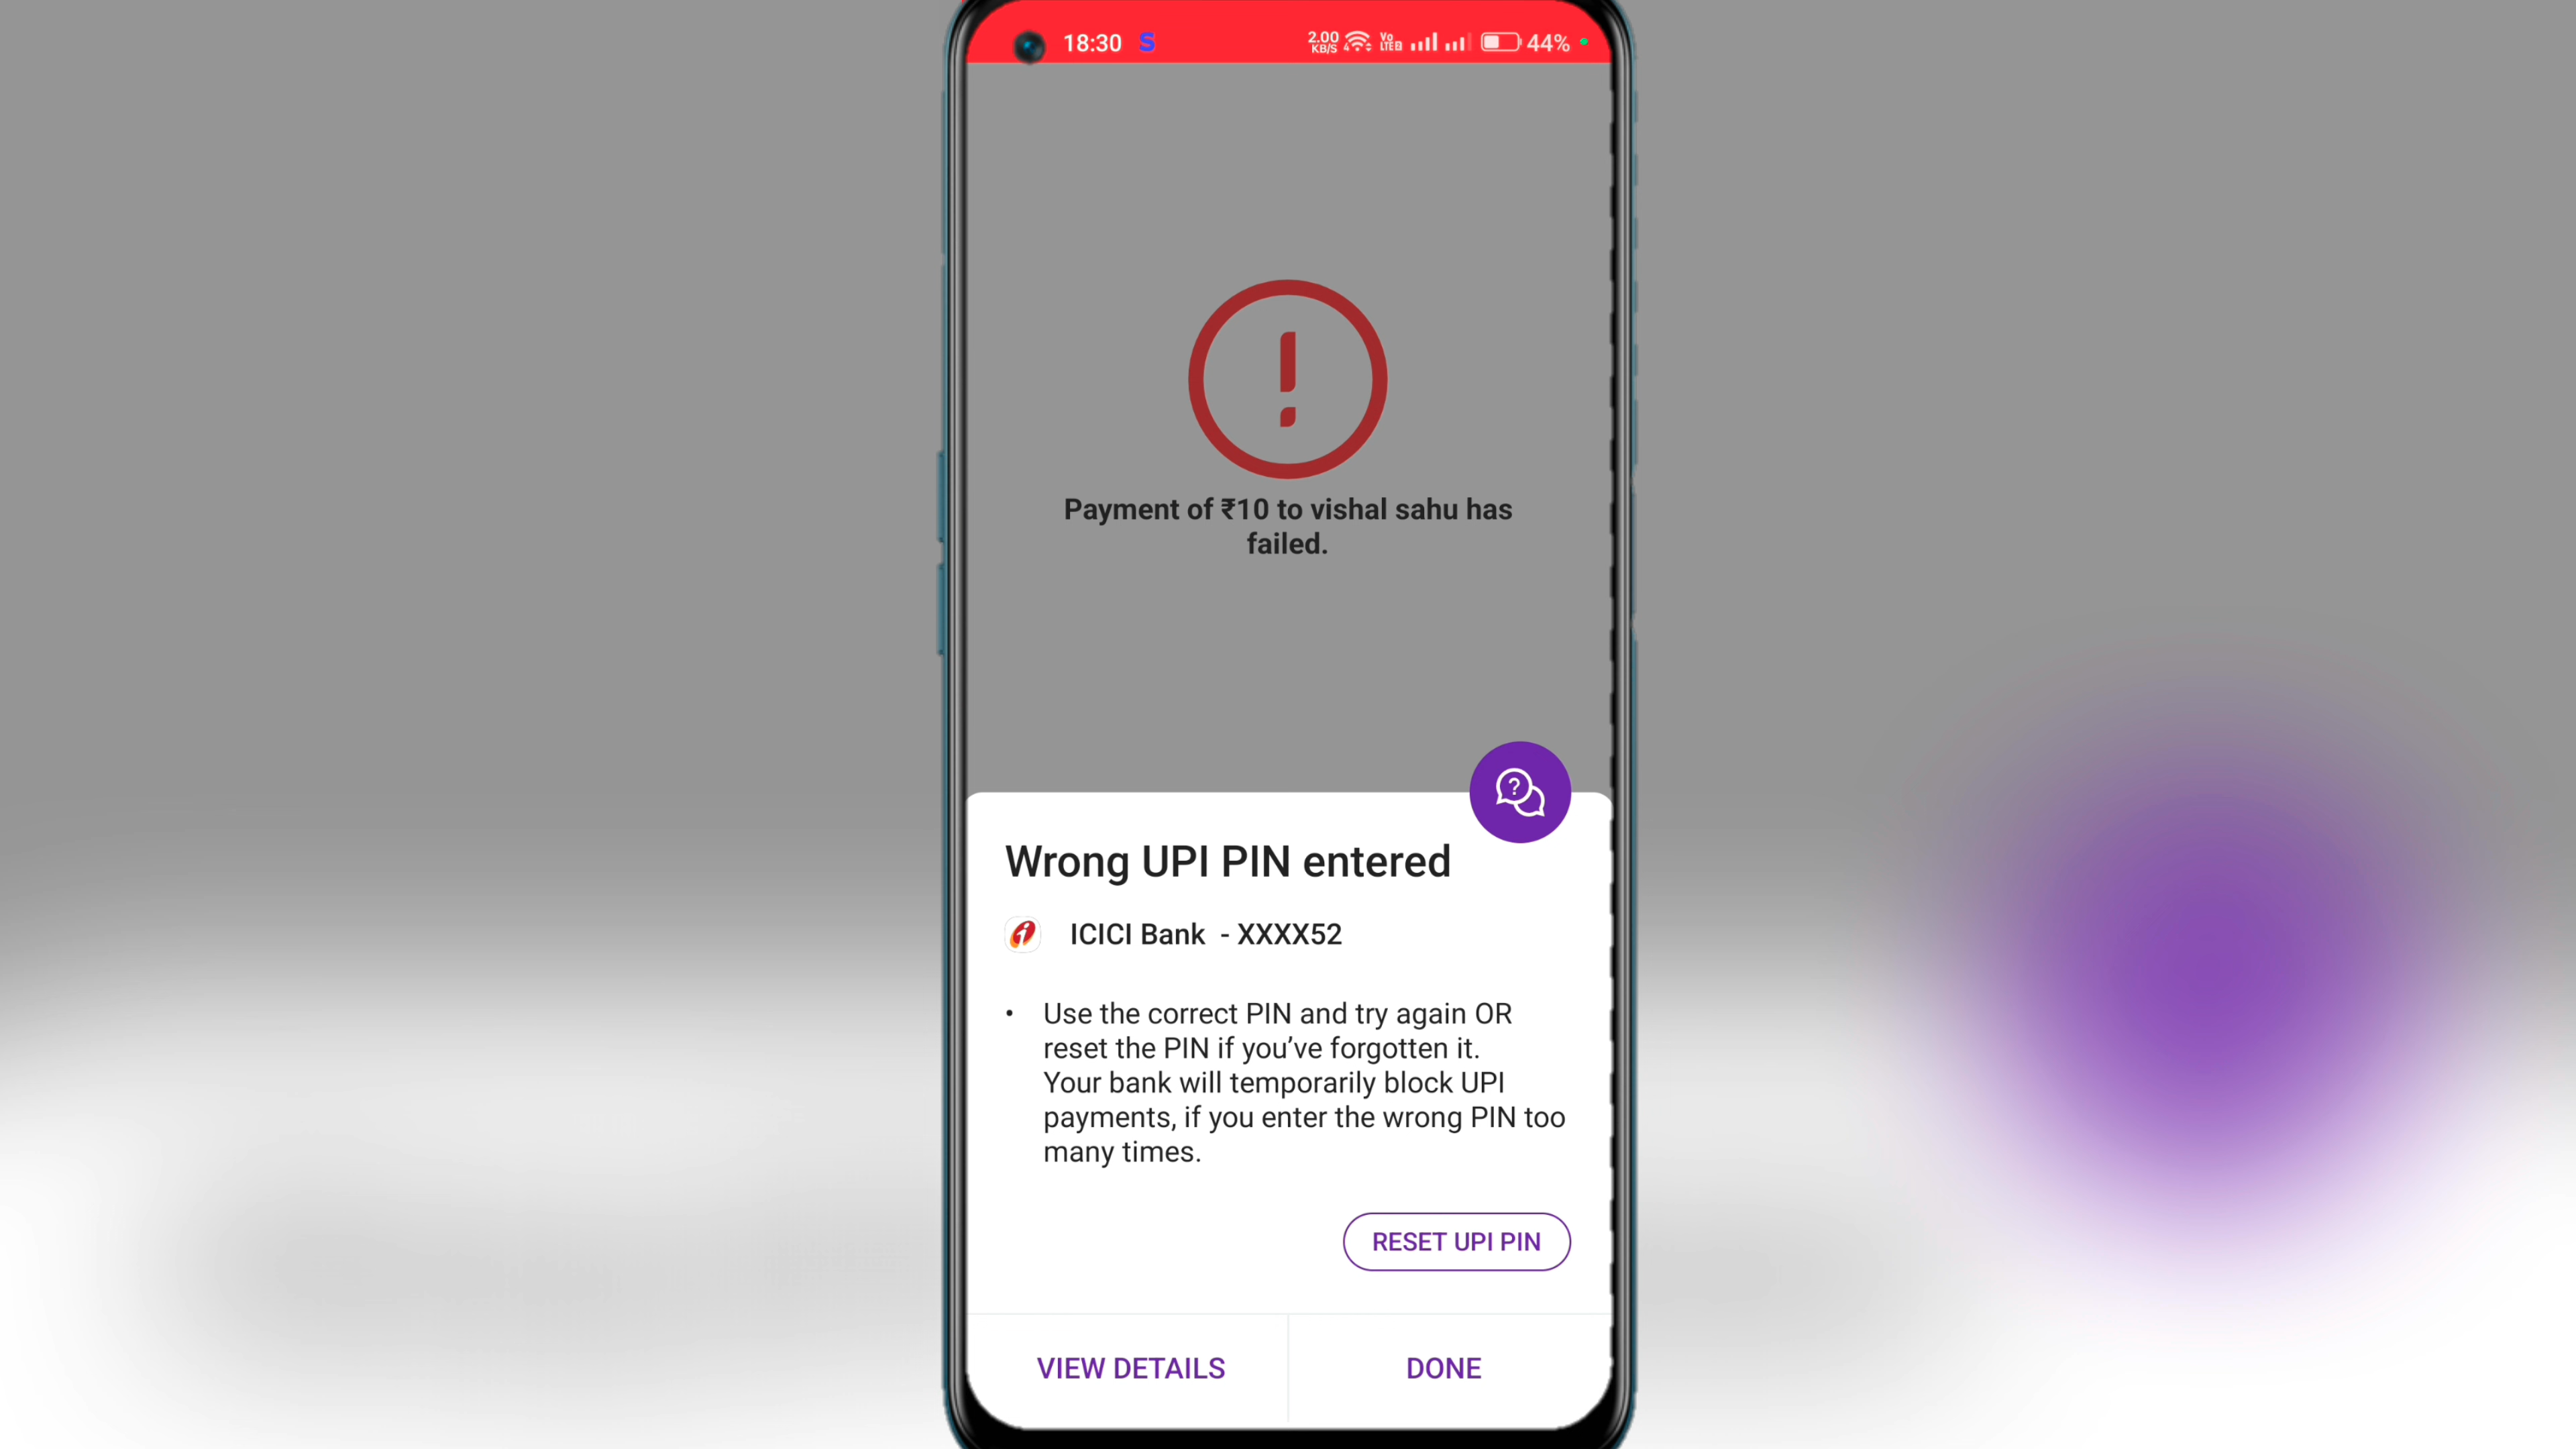 18:30 S 2.00 KB/S Vo LTE2 44%
Payment of ₹10 to vishal sahu has
failed.
Wrong UPI PIN entered
ICICI Bank - XXXX52
• Use the correct PIN and try again OR
reset the PIN if you’ve forgotten it.
Your bank will temporarily block UPI
payments, if you enter the wrong PIN too
many times.
RESET UPI PIN
VIEW DETAILS DONE